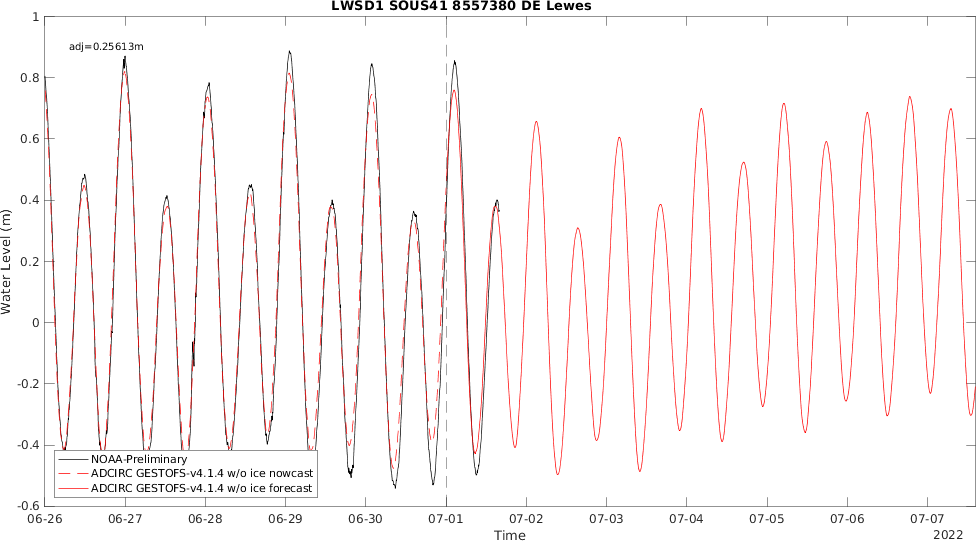 LWSD1 SOUS41 8557380 DE Lewes
adj=0.25613m
1
0.8
0.6
0.4
0.2
0
-0.2
-0.4
-0.6
Water Level (m)
NOAA-Preliminary
ADCIRC GESTOFS-v4.1.4 w/o ice nowcast
ADCIRC GESTOFS-v4.1.4 w/o ice forecast
06-26 06-27 06-28 06-29 06-30 07-01 07-02 07-03 07-04 07-05 07-06 07-07
Time
2022